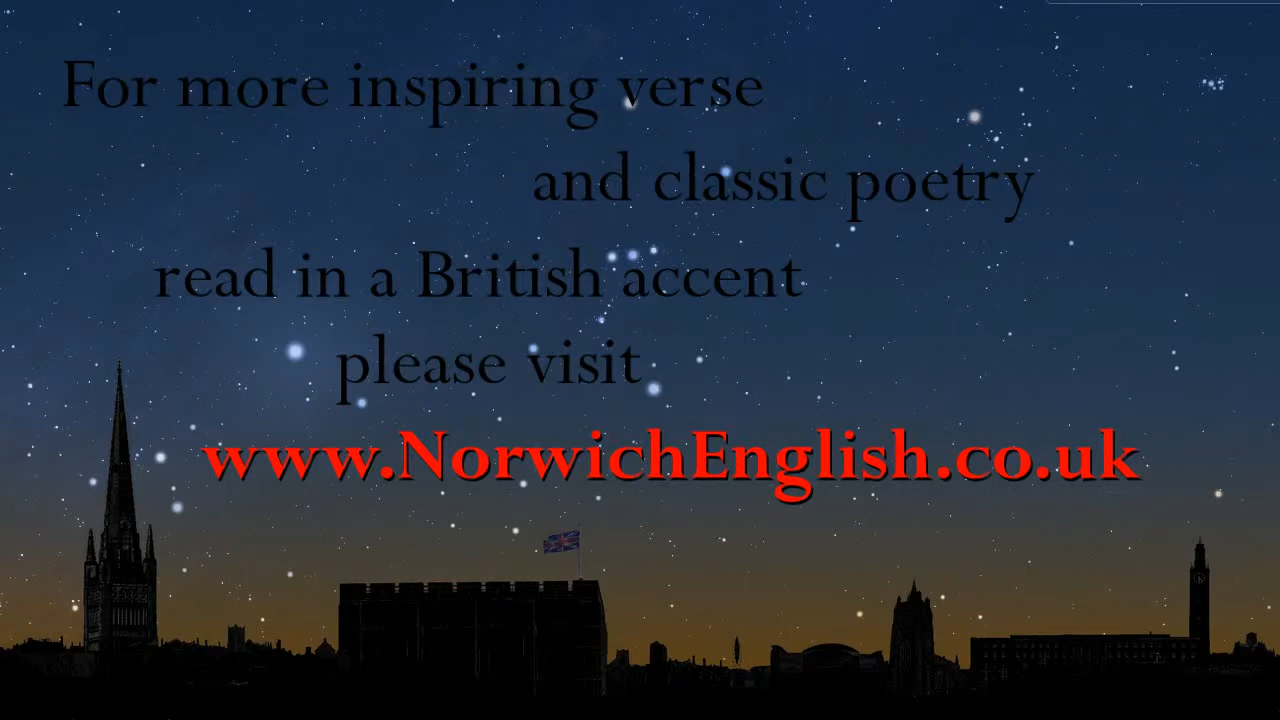 For more inspiring verse
and classic poetry
read in a British accent
please visit
www.NorwichEnglish.co.uk